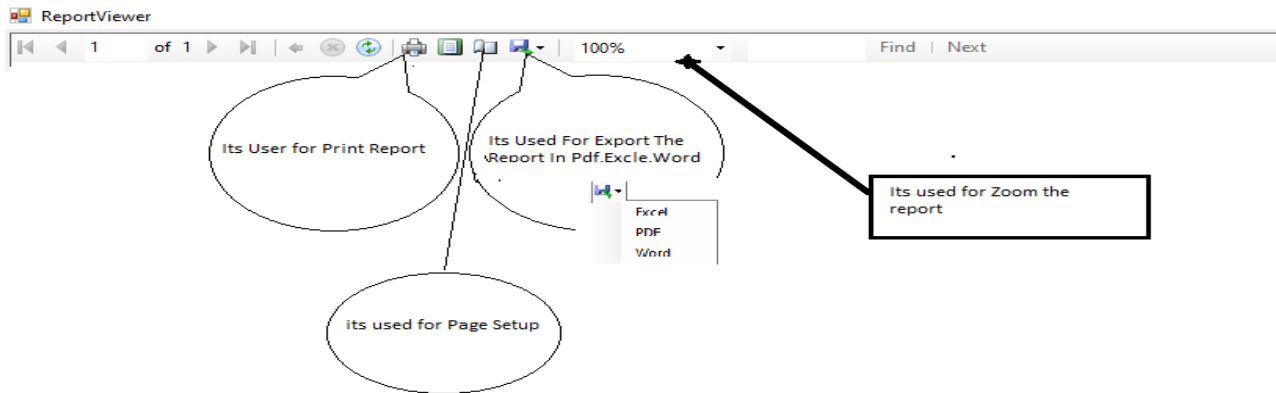 ReportViewer
1 of 1 100% Find | Next
Its User for Print Report
Its Used For Export The
Report In Pdf.Excle.Word
Its used for Zoom the
report
Excel
PDF
Word
its used for Page Setup